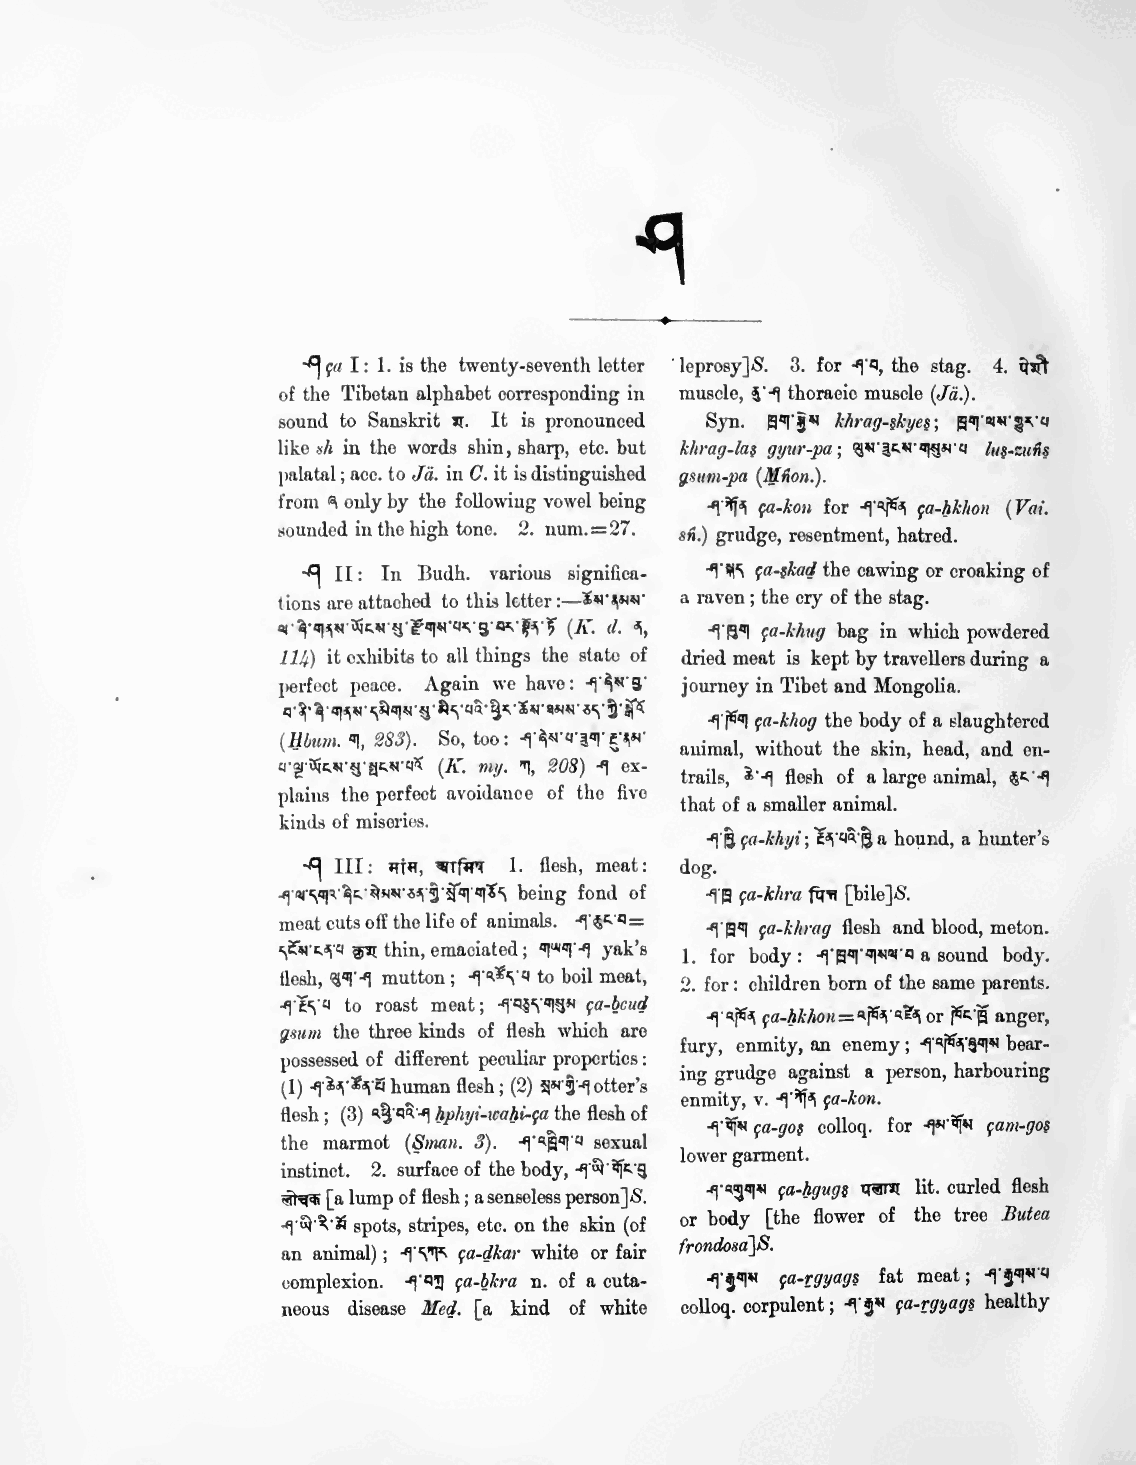 ཤ
ཤ ça I: 1. is the twenty-seventh letter
of the Tibetan alphabet corresponding in
sound to Sanskrit श. It is pronounced
like sh in the words shin, sharp, etc. but
palatal; acc. to Jä. in C. it is distinguished
from ཞ only by the following vowel being
sounded in the high tone. 2. num.=27.
ཤ II: In Budh. various significa-
tions are attached to this letter:—ཆོས་རྣམས་
ལ་ཞི་གནས་ཡོངས་སུ་རྫོགས་པར་བྱ་བར་སྟོན་ཏོ (K. d. ན,
114) it exhibits to all things the state of
perfect peace. Again we have: ཤ་ཞེས་བྱ་
(Hbum. ག, 283). So, too: ཤ་ཞེས་པ་ཟུག་རྔུ་རྣམ་
པ་ལྔ་ཡོངས་སུ་སྤངས་པའོ (K. my. ག, 208) ཤ ex-
plains the perfect avoidance of the five
kinds of miseries.
ཤ III: मांस, आमिष 1. flesh, meat:
ཤ་ལ་དགའ་ཞིང་སེམས་ཅན་གྱི་སྲོག་གཅོད being fond of
meat cuts off the life of animals. ཤ་ཆུང་བ=
ངོམ་ངན་པ कृश thin, emaciated; གཡག་ཤ yak's
flesh, ལུག་ཤ mutton; ཤ་འཚོད་པ to boil meat,
ཤ་རྔོད་པ to roast meat; ཤ་བཅུད་གསུམ ça-bcud
gsum the three kinds of flesh which are
possessed of different peculiar properties:
(1) ཤ་ཆེན་ཚོན་པོ human flesh; (2) སྲམ་གྱི་ཤ otter's
flesh; (3) འཕྱི་བའི་ཤ hphyi-wahi-ça the flesh of
the marmot (Sman. 3). ཤ་འཁྲིག་པ sexual
instinct. 2. surface of the body, ཤ་ཡི་གོང་བུ
लोचक [a lump of flesh; a senseless person]S.
ཤ་ཡི་རི་མོ spots, stripes, etc. on the skin (of
an animal); ཤ་དཀར ça-dkar white or fair
complexion. ཤ་བཀྲ ça-bkra n. of a cuta-
neous disease Med. [a kind of white
leprosy]S. 3. for ཤ་བ, the stag. 4. पेशी
muscle, ནུ་ཤ thoracic muscle (Jä.).
Syn. ཁྲག་སྐྱེས khrag-skyes; ཁྲག་ལས་གྱུར་པ
khrag-las gyur-pa; ལུས་ཟུངས་གསུམ་པ lus-zuṅs
gsum-pa (Mṅon.).
ཤ་ཀོན ça-kon for ཤ་འཁོན ça-hkhon (Vai.
sṅ.) grudge, resentment, hatred.
ཤ་སྐད ça-skad the cawing or croaking of
a raven; the cry of the stag.
ཤ་ཁུག ça-khug bag in which powdered
dried meat is kept by travellers during a
journey in Tibet and Mongolia.
ཤ་ཁོག ça-khog the body of a slaughtered
animal, without the skin, head, and en-
trails, ཆེ་ཤ flesh of a large animal, ཆུང་ཤ
that of a smaller animal.
ཤ་ཁྱི ça-khyi; རྔོན་པའི་ཁྱི a hound, a hunter's
dog.
ཤ་ཁྲ ça-khra पित्त [bile]S.
ཤ་ཁྲག ça-khrag flesh and blood, meton.
1. for body: ཤ་ཁྲག་གསལ་བ a sound body.
2. for: children born of the same parents.
ཤ་འཁོན ça-hkhon=འཁོན་འཛིན or ཁོང་ཁྲོ anger,
fury, enmity, an enemy; ཤ་འཁོན་བྱེགས bear-
ing grudge against a person, harbouring
enmity, v. ཤ་ཀོན ça-kon.
ཤ་གོས ça-gos colloq. for ཤམ་གོས çam-gos
lower garment.
ཤ་འགུགས ça-hgugs पलाश lit. curled flesh
or body [the flower of the tree Butea
frondosa]S.
ཤ་རྒྱགས ça-rgyags fat meat; ཤ་རྒྱགས་པ
colloq. corpulent; ཤ་རྒྱས ça-rgyags healthy